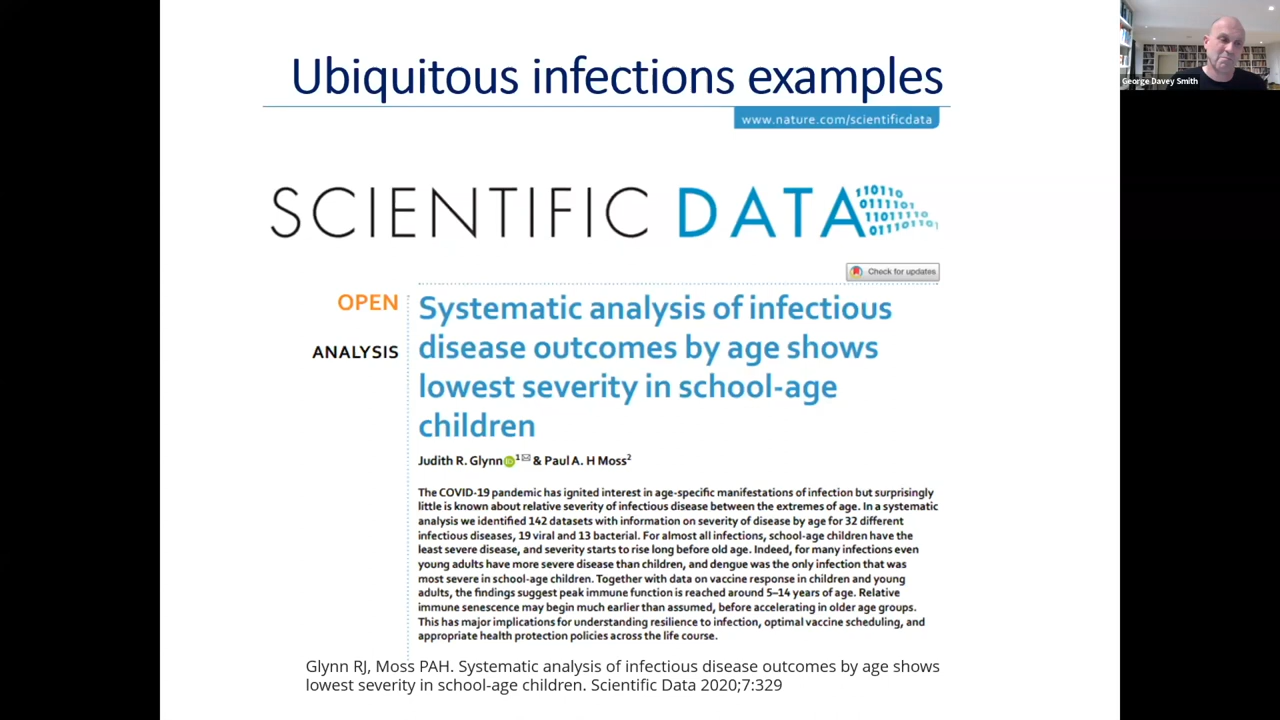 Ubiquitous infections examples
www.nature.com/scientificdata
SCIENTIFIC DATA
110110
0111101
11011110
011101101
Check for updates
OPEN
ANALYSIS
Systematic analysis of infectious
disease outcomes by age shows
lowest severity in school-age
children
Judith R. Glynn 1✉ & Paul A. H Moss2
The COVID-19 pandemic has ignited interest in age-specific manifestations of infection but surprisingly
little is known about relative severity of infectious disease between the extremes of age. In a systematic
analysis we identified 142 datasets with information on severity of disease by age for 32 different
infectious diseases, 19 viral and 13 bacterial. For almost all infections, school-age children have the
least severe disease, and severity starts to rise long before old age. Indeed, for many infections even
young adults have more severe disease than children, and dengue was the only infection that was
most severe in school-age children. Together with data on vaccine response in children and young
adults, the findings suggest peak immune function is reached around 5–14 years of age. Relative
immune senescence may begin much earlier than assumed, before accelerating in older age groups.
This has major implications for understanding resilience to infection, optimal vaccine scheduling, and
appropriate health protection policies across the life course.
Glynn RJ, Moss PAH. Systematic analysis of infectious disease outcomes by age shows
lowest severity in school-age children. Scientific Data 2020;7:329
George Davey Smith